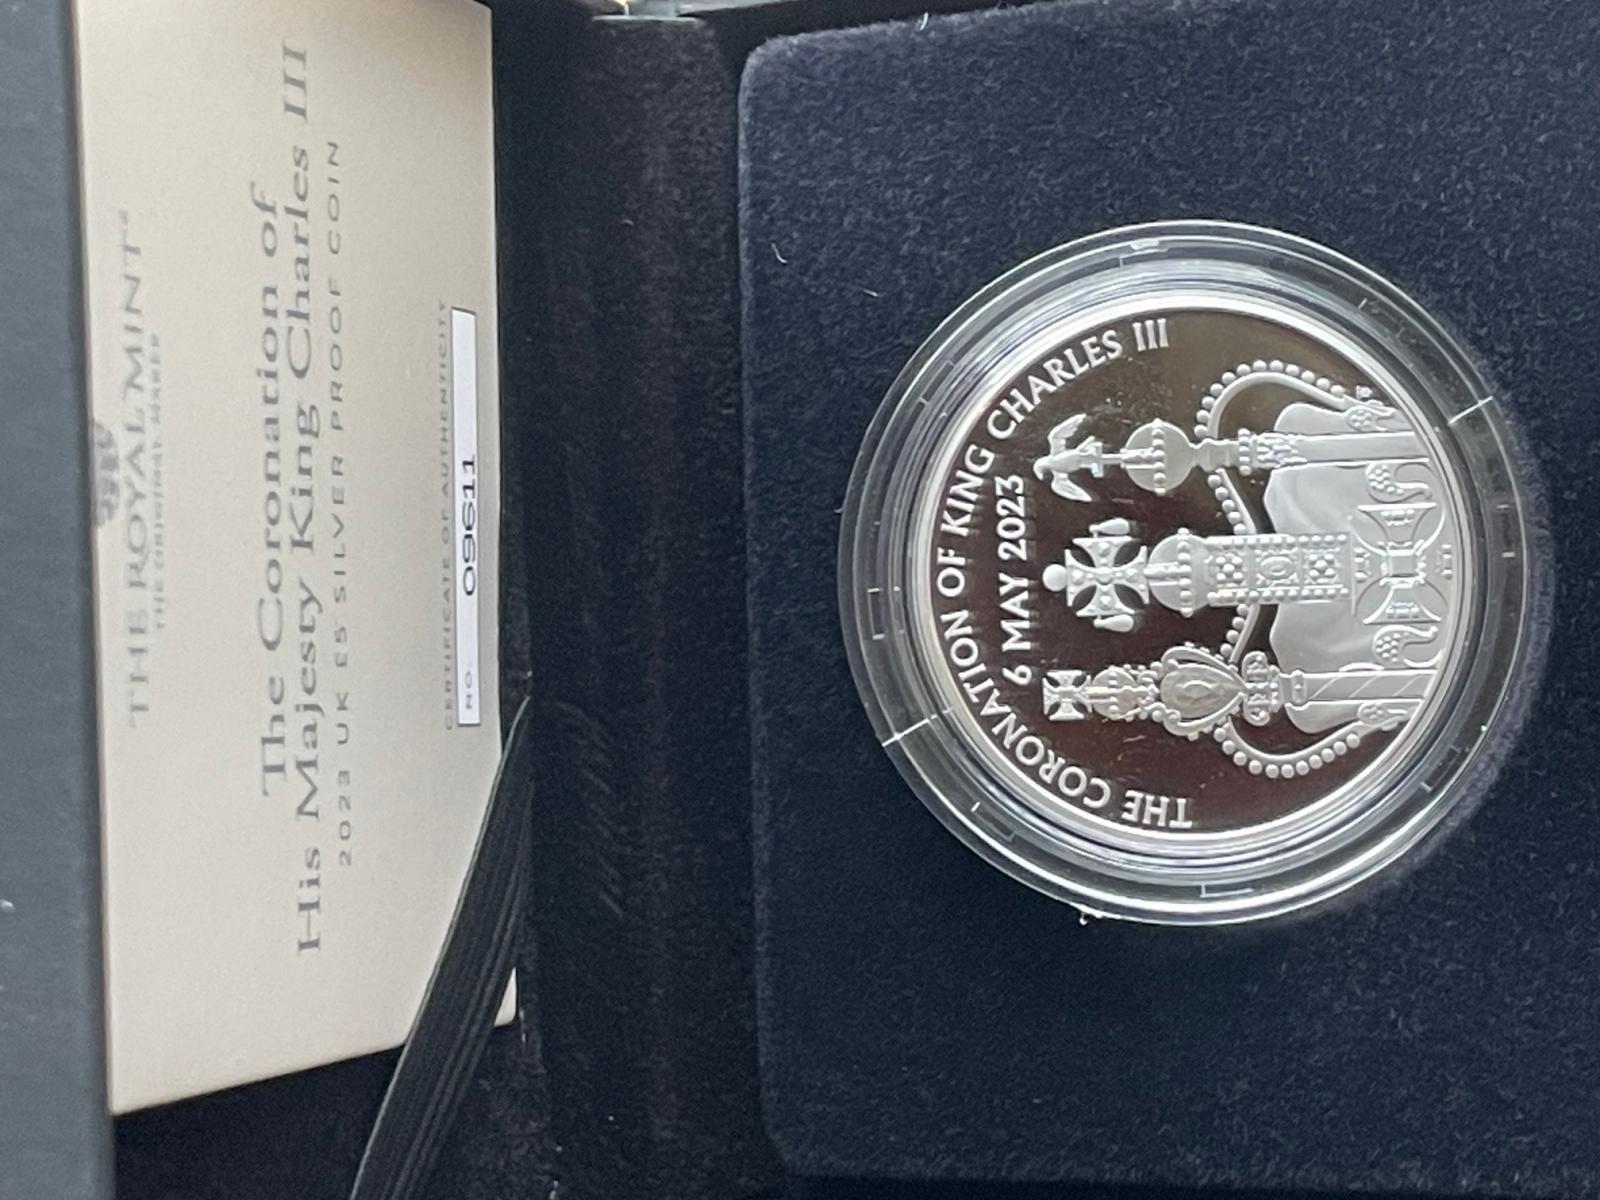 THE ROYAL MINT®
THE ORIGINAL MAKER
The Coronation of
His Majesty King Charles III
2023 UK £5 SILVER PROOF COIN
CERTIFICATE OF AUTHENTICITY
NO. 09611
THE CORONATION OF KING CHARLES III
6 MAY 2023